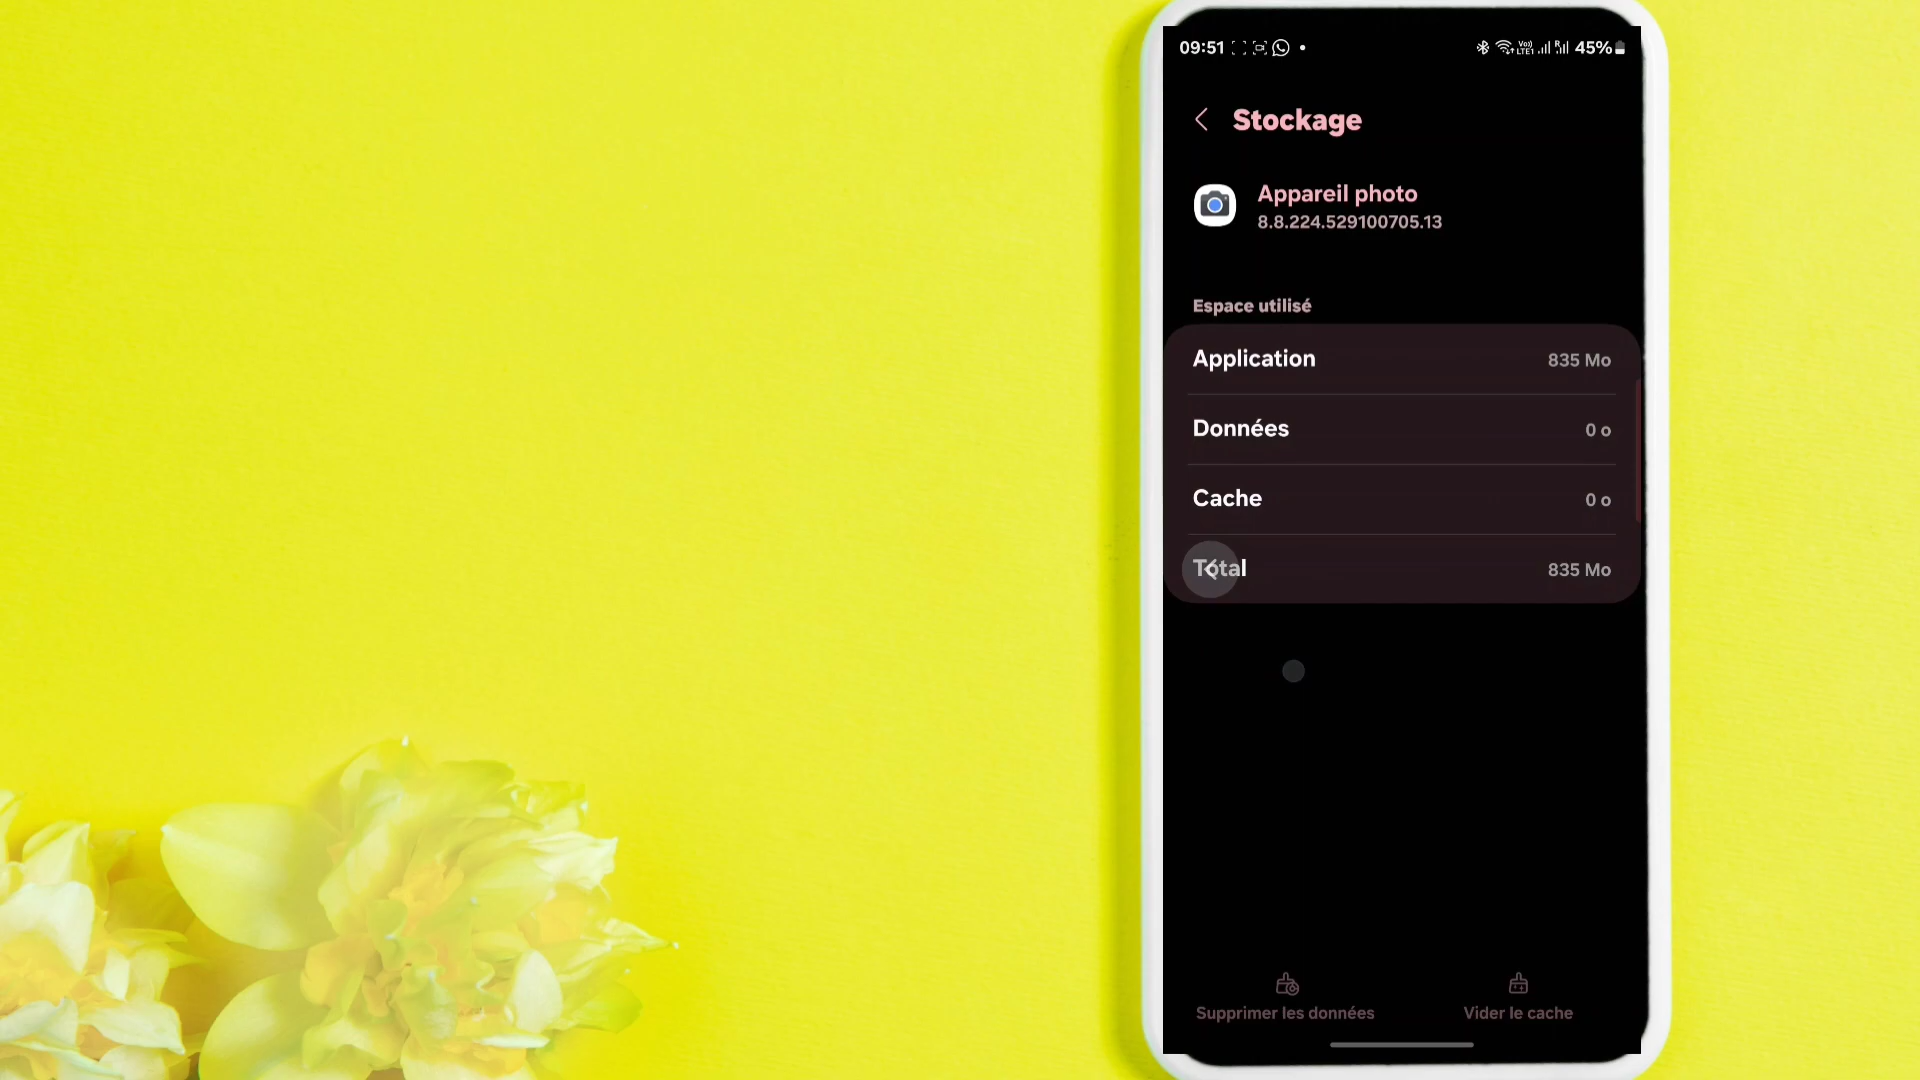 09:51 45%
Stockage
Appareil photo
8.8.224.529100705.13
Espace utilisé
Application 835 Mo
Données 0 o
Cache 0 o
Total 835 Mo
Supprimer les données Vider le cache